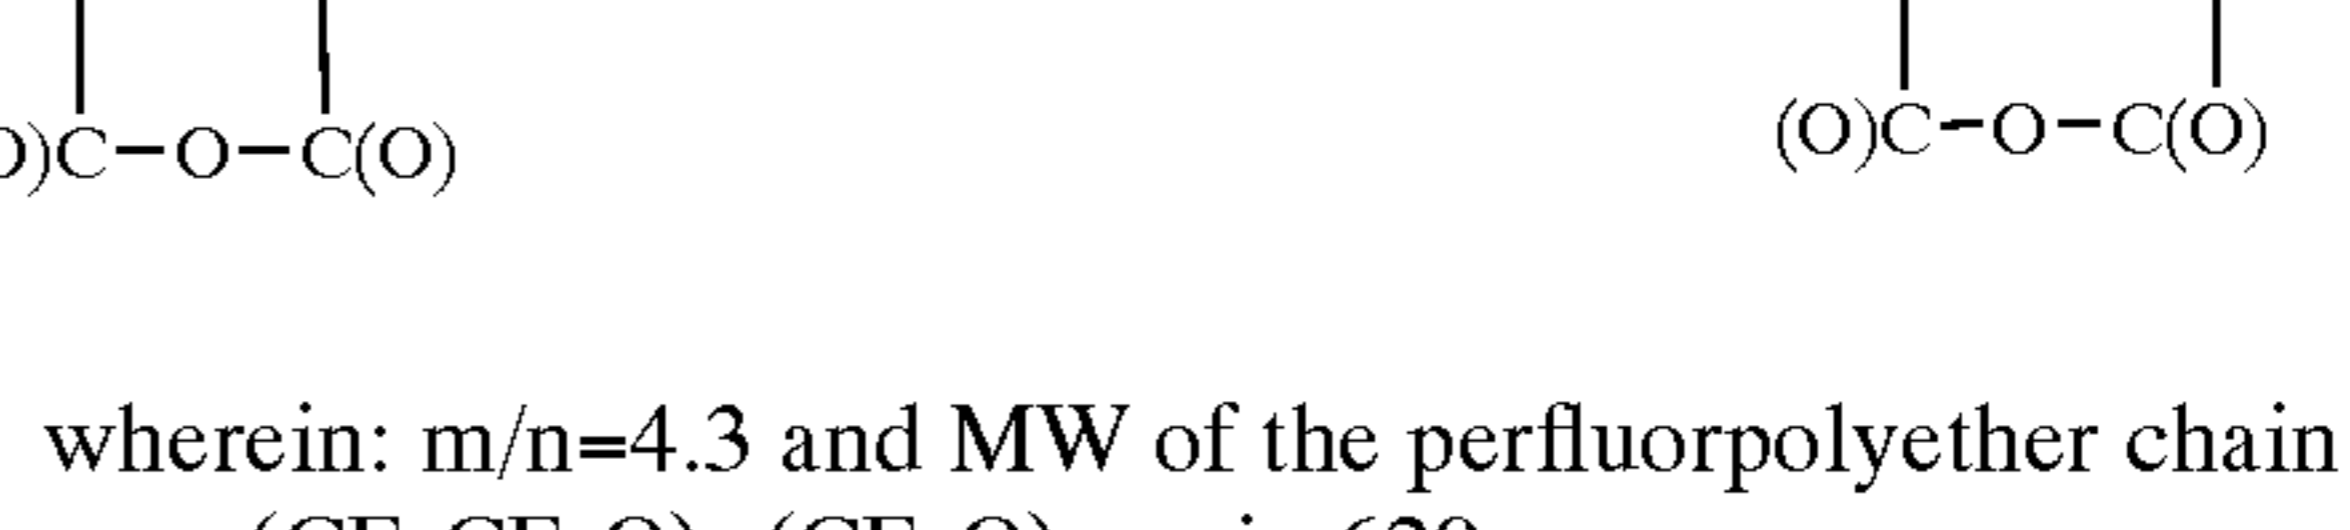 )C–O–C(O) (O)C–O–C(O)
wherein: m/n=4.3 and MW of the perfluorpolyether chain